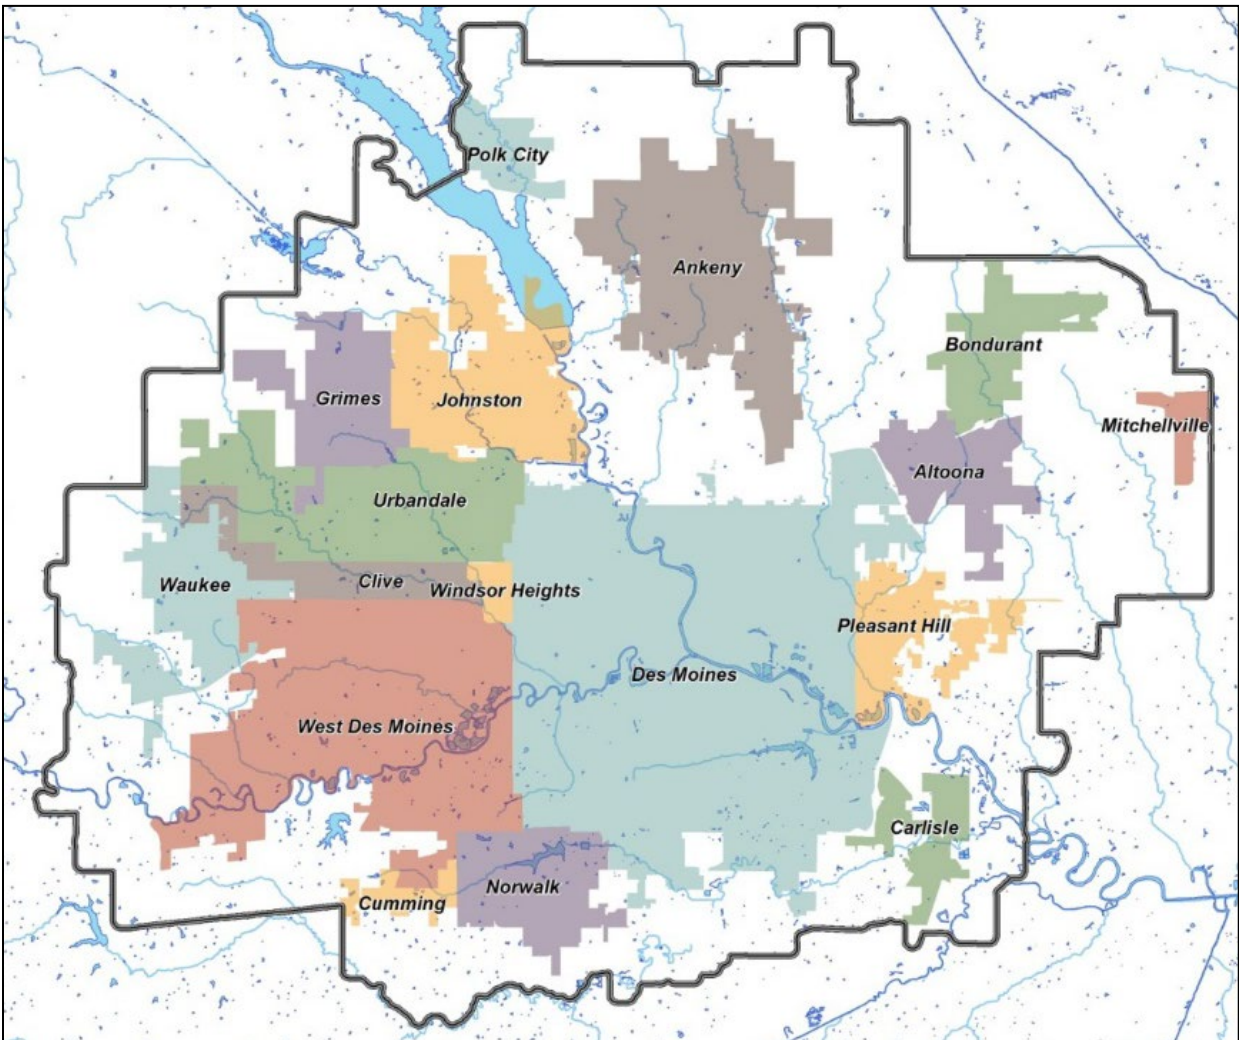 Polk City
Ankeny
Bondurant
Grimes
Johnston
Mitchellville
Altoona
Urbandale
Waukee
Clive
Windsor Heights
Pleasant Hill
Des Moines
West Des Moines
Carlisle
Norwalk
Cumming